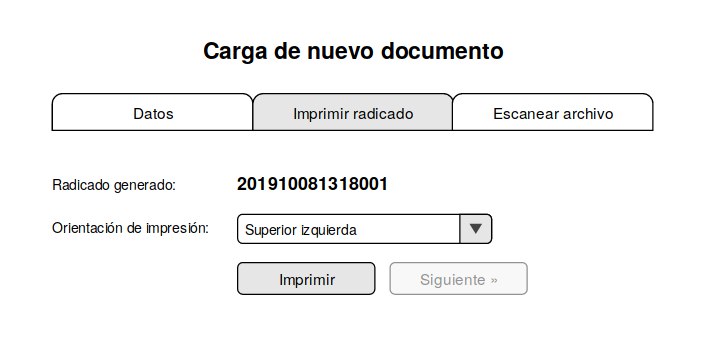 Carga de nuevo documento
Datos Imprimir radicado Escanear archivo
Radicado generado: 201910081318001
Orientación de impresión: Superior izquierda
Imprimir Siguiente »